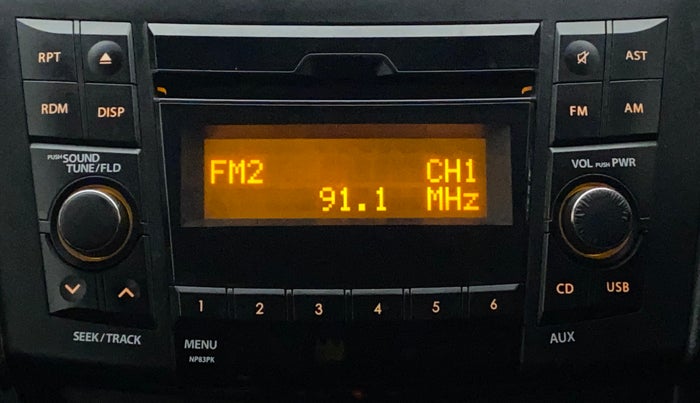 RPT
AST
RDM
DISP
FM
AM
PUSH SOUND
TUNE/FLD
VOL PUSH PWR
FM2
CH1
91.1 MHz
CD
USB
1 2 3 4 5 6
SEEK/TRACK
MENU
AUX
NP83PK